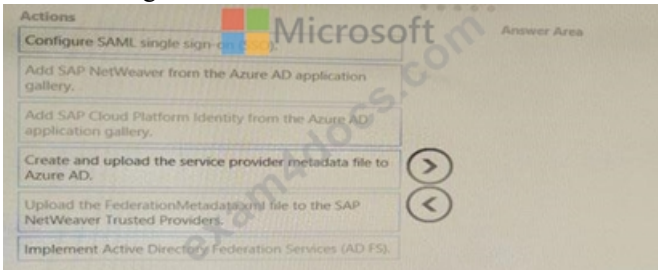 Actions
Microsoft
Answer Area
Configure SAML single sign-on (SSO).
Add SAP NetWeaver from the Azure AD application
gallery.
Add SAP Cloud Platform Identity from the Azure AD
application gallery.
Create and upload the service provider metadata file to
Azure AD.
Upload the FederationMetadata.xml file to the SAP
NetWeaver Trusted Providers.
Implement Active Directory Federation Services (AD FS).
exam4docs.com